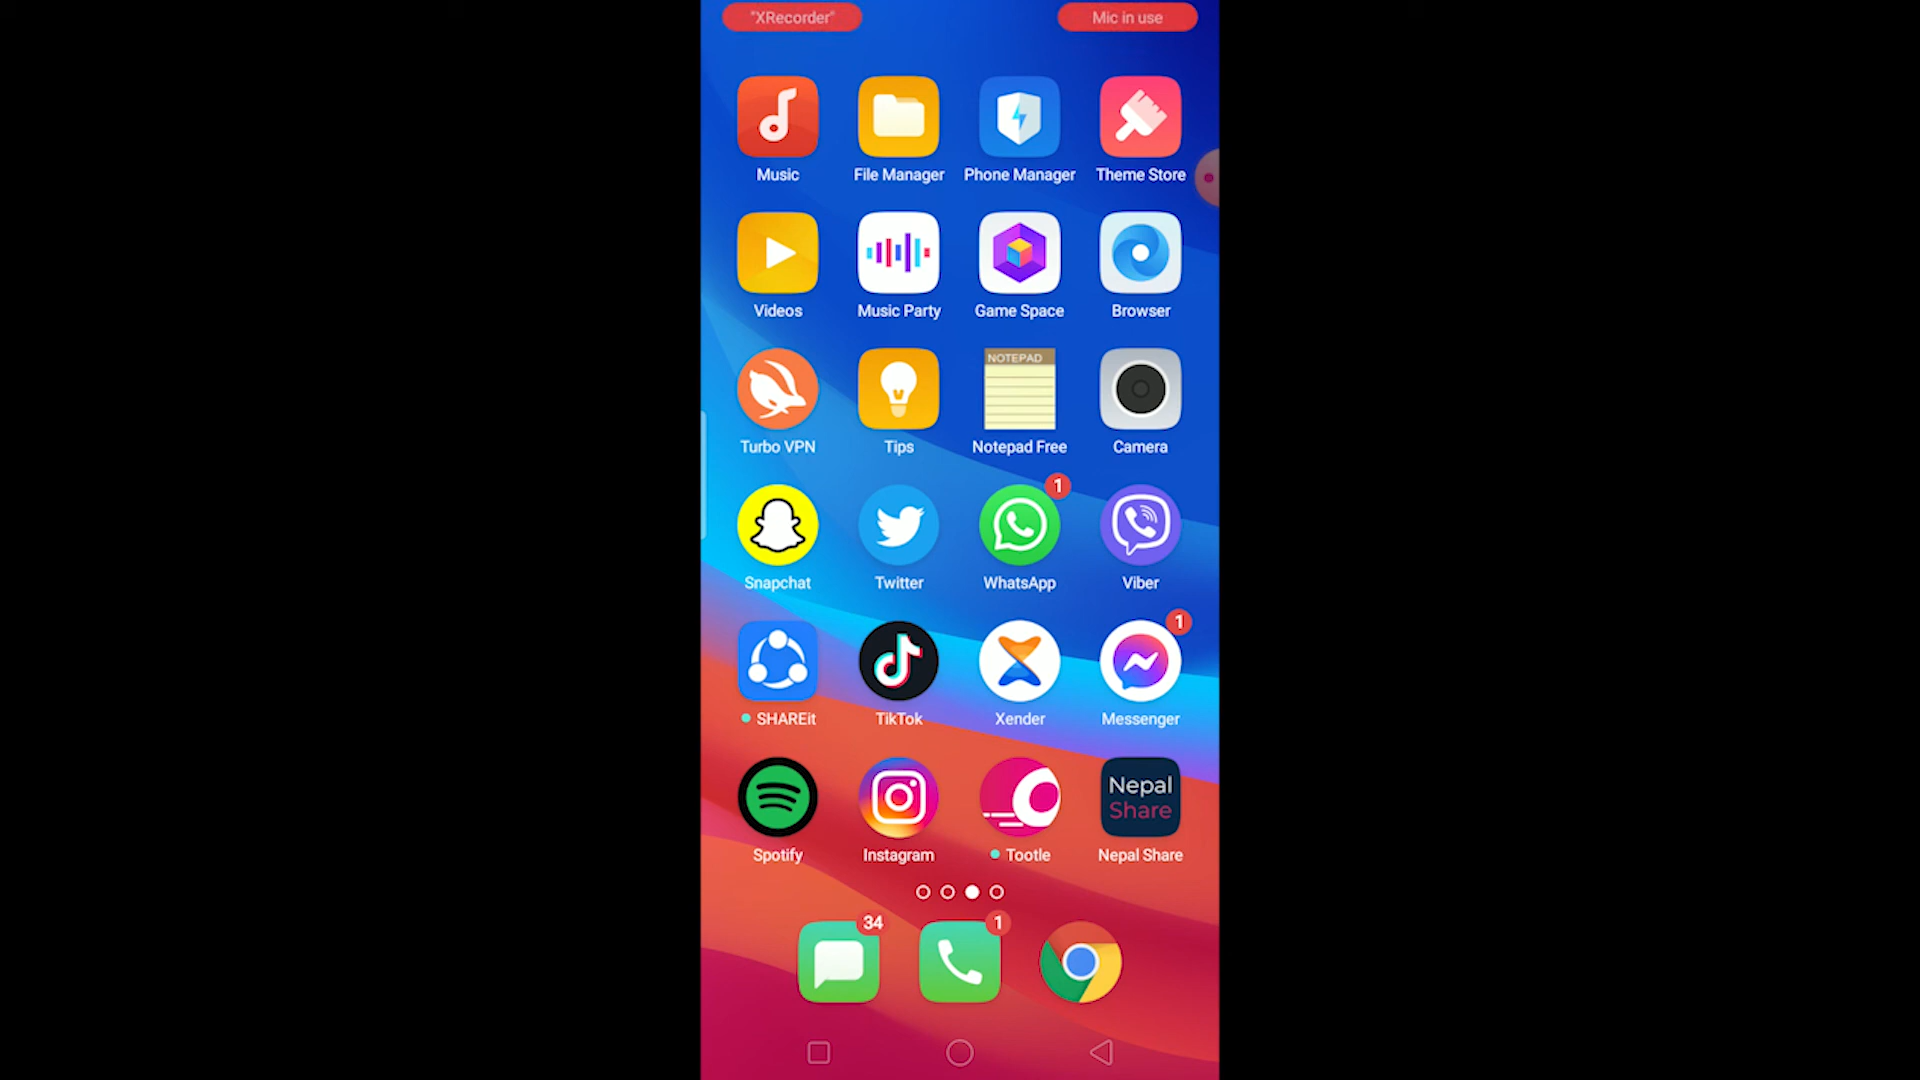 "XRecorder"
Mic in use
Music
File Manager
Phone Manager
Theme Store
Videos
Music Party
Game Space
Browser
NOTEPAD
Turbo VPN
Tips
Notepad Free
Camera
1
Snapchat
Twitter
WhatsApp
Viber
1
SHAREit
TikTok
Xender
Messenger
Nepal
Share
Spotify
Instagram
Tootle
Nepal Share
34
1